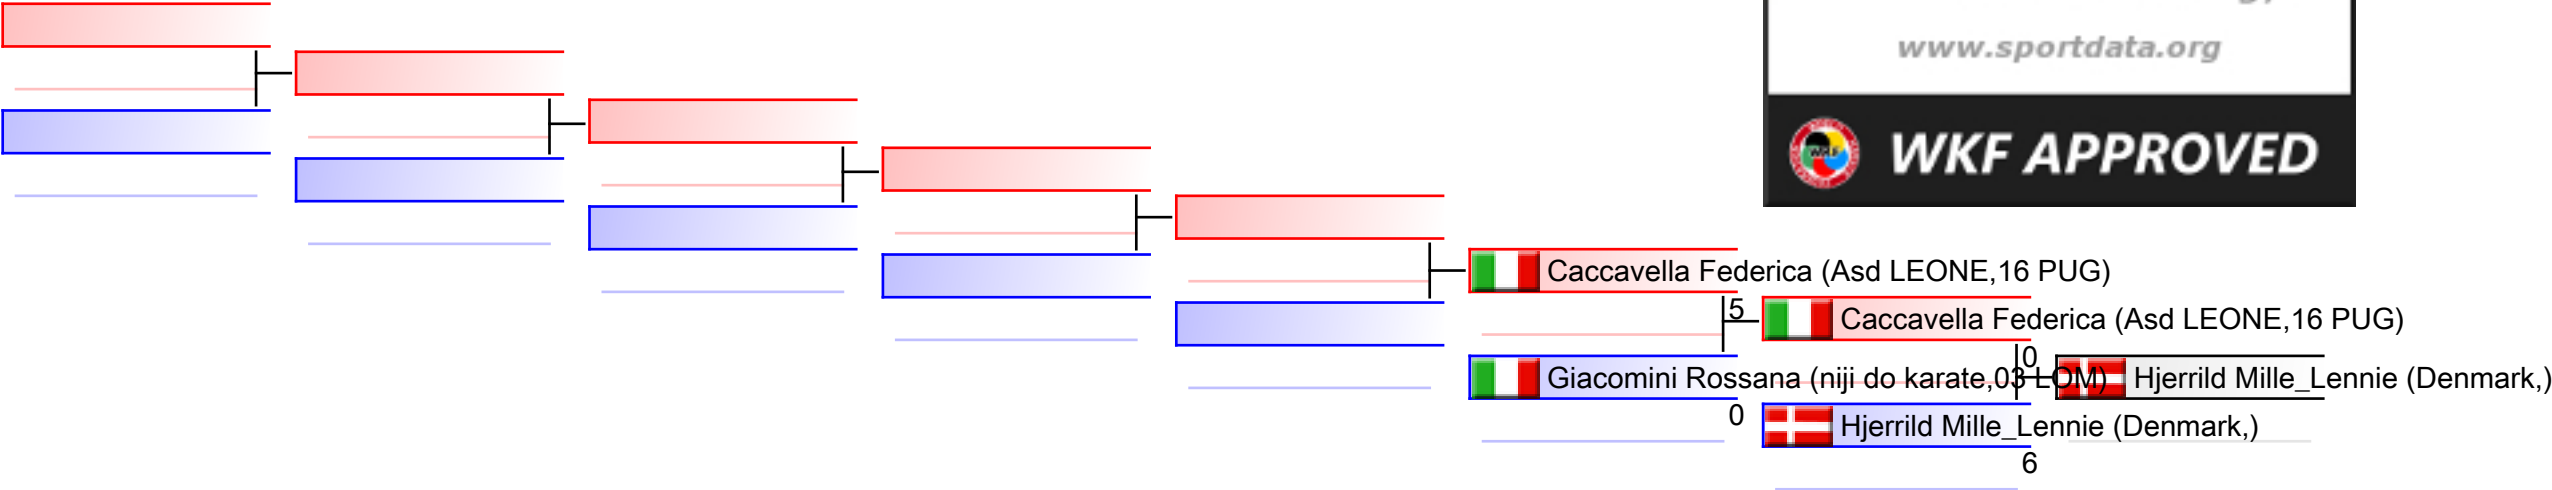 www.sportdata.org
WKF APPROVED
Caccavella Federica (Asd LEONE,16 PUG)
5
Caccavella Federica (Asd LEONE,16 PUG)
0
Giacomini Rossana (niji do karate,03 LOM)
Hjerrild Mille_Lennie (Denmark,)
0
Hjerrild Mille_Lennie (Denmark,)
6